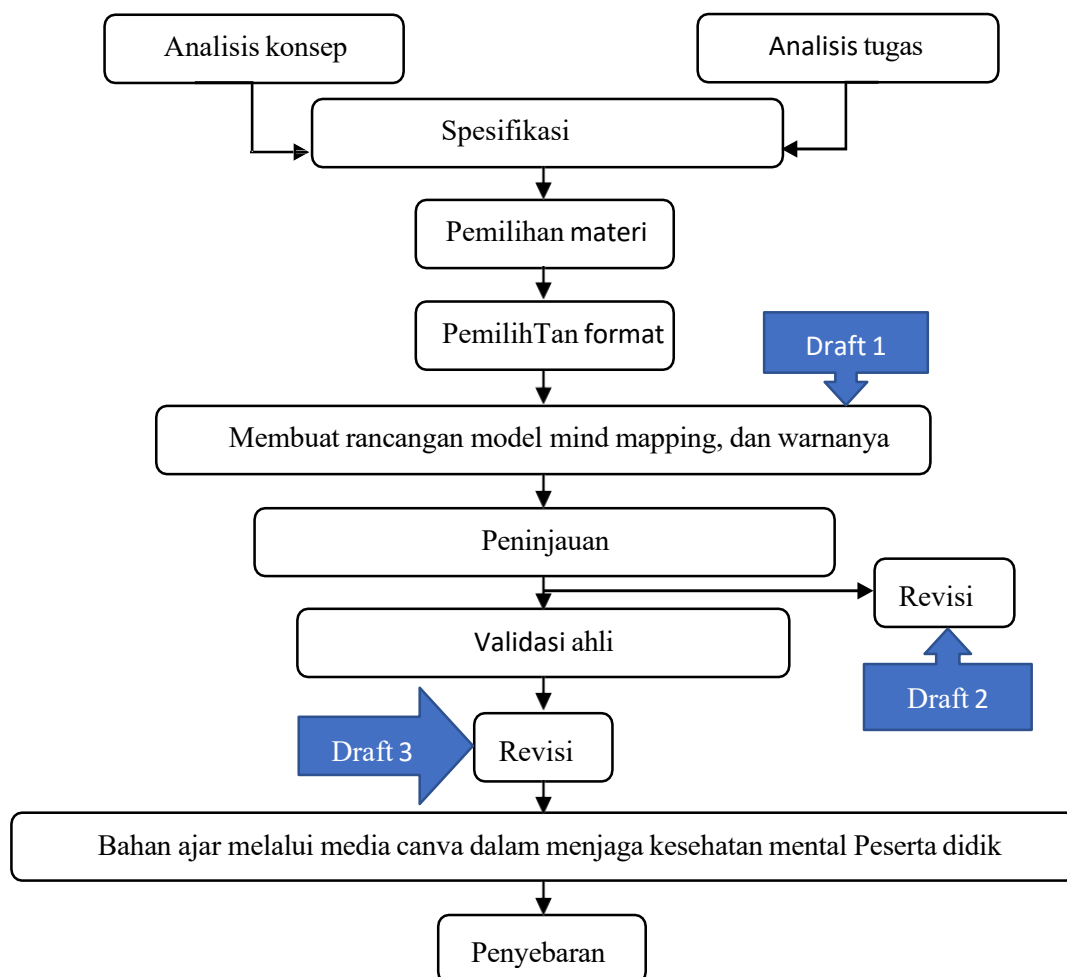 Analisis konsep
Analisis tugas
Spesifikasi
Pemilihan materi
PemilihTan format
Draft 1
Membuat rancangan model mind mapping, dan warnanya
Peninjauan
Revisi
Validasi ahli
Draft 2
Draft 3
Revisi
Bahan ajar melalui media canva dalam menjaga kesehatan mental Peserta didik
Penyebaran